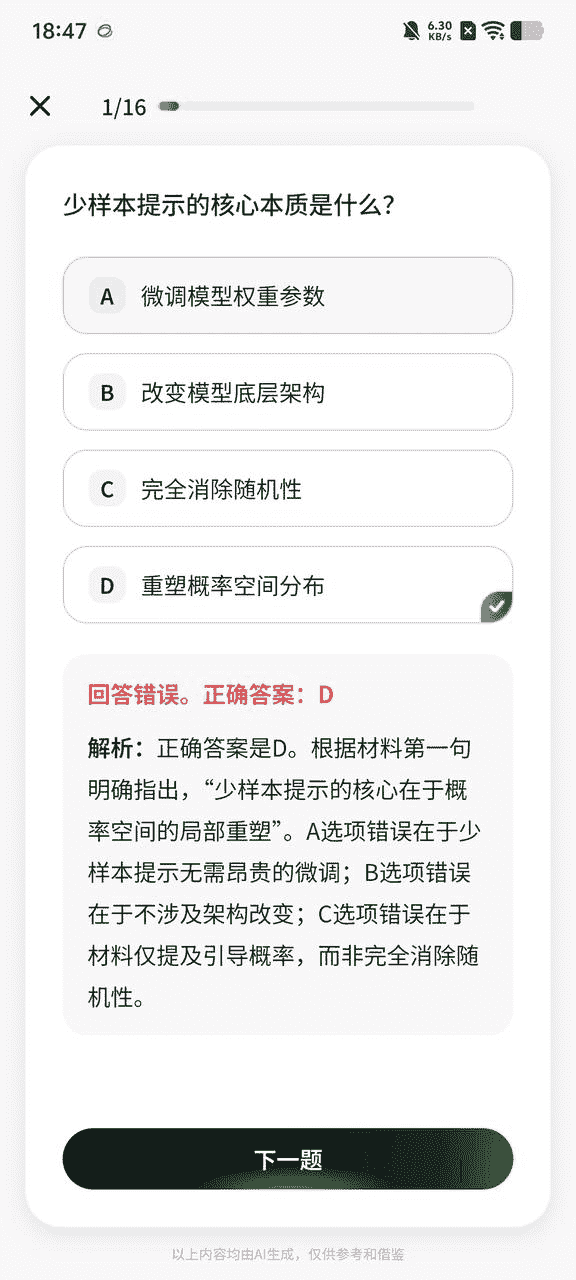 18:47
6.30
KB/s
1/16
少样本提示的核心本质是什么？
A 微调模型权重参数
B 改变模型底层架构
C 完全消除随机性
D 重塑概率空间分布
回答错误。正确答案：D
解析：正确答案是D。根据材料第一句
明确指出，“少样本提示的核心在于概
率空间的局部重塑”。A选项错误在于少
样本提示无需昂贵的微调；B选项错误
在于不涉及架构改变；C选项错误在于
材料仅提及引导概率，而非完全消除随
机性。
下一题
以上内容均由AI生成，仅供参考和借鉴